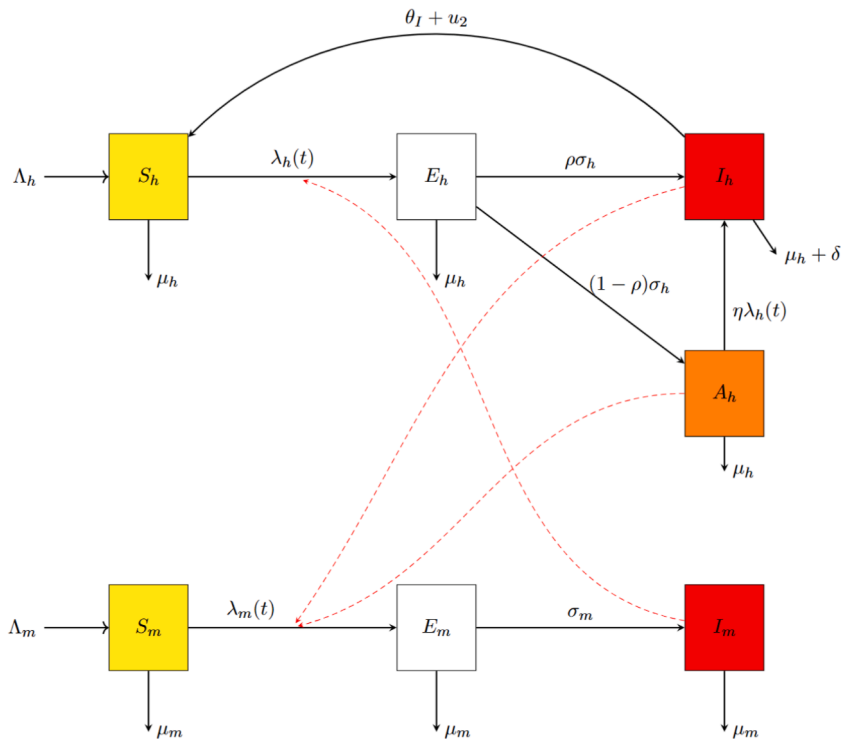 θ_I + u_2
Λ_h
S_h
λ_h(t)
E_h
ρσ_h
I_h
μ_h
μ_h
μ_h + δ
(1 − ρ)σ_h
ηλ_h(t)
A_h
μ_h
Λ_m
S_m
λ_m(t)
E_m
σ_m
I_m
μ_m
μ_m
μ_m